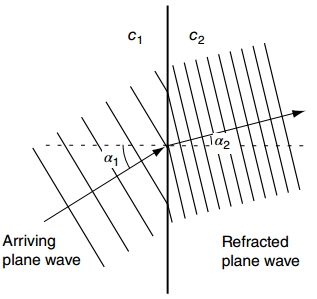 c1 c2
α1 α2
Arriving
plane wave
Refracted
plane wave